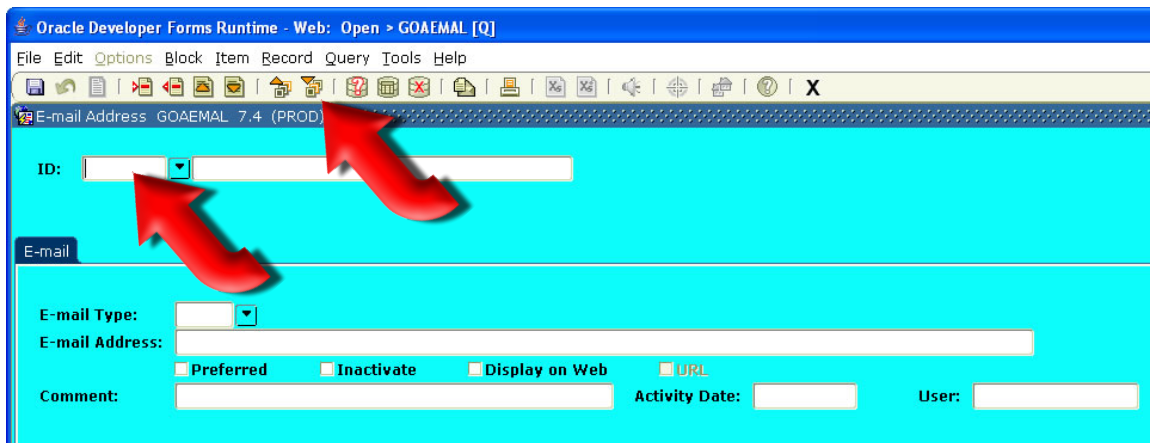 Oracle Developer Forms Runtime - Web: Open > GOAEMAL [Q]
File Edit Options Block Item Record Query Tools Help
X
E-mail Address GOAEMAL 7.4 (PROD)
ID:
E-mail
E-mail Type:
E-mail Address:
Preferred Inactivate Display on Web URL
Comment: Activity Date: User: